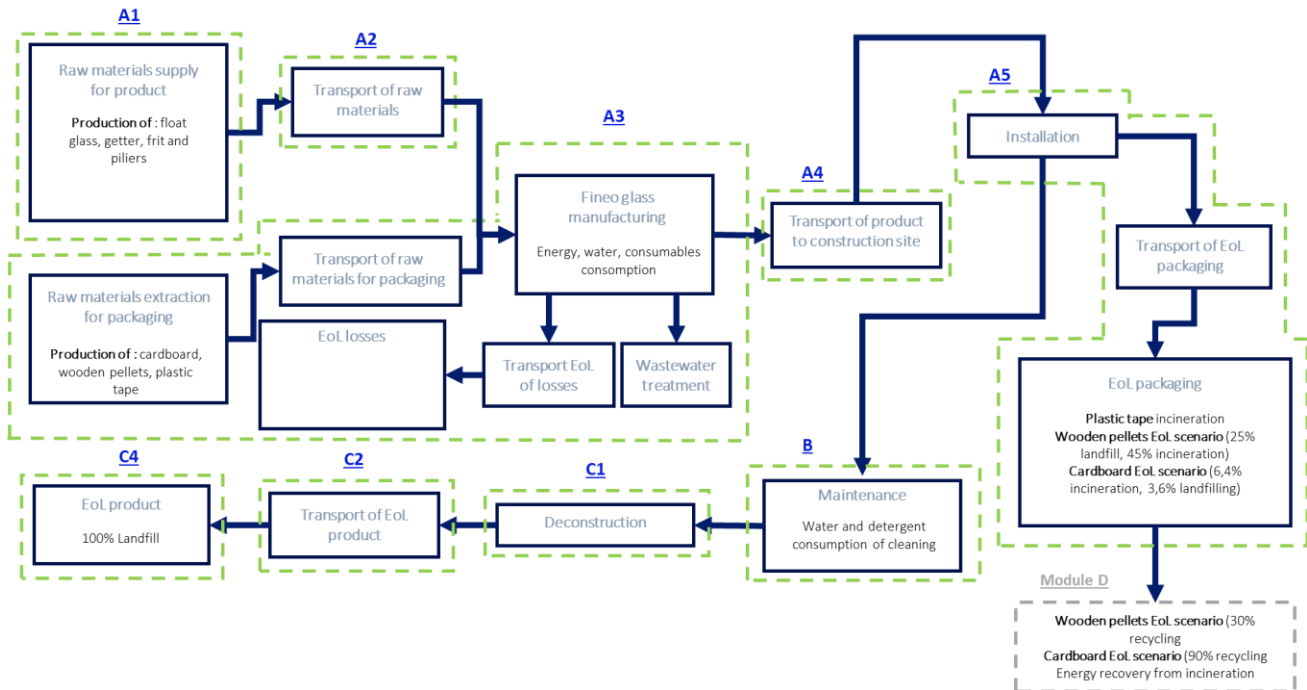 A1
Raw materials supply
for product
Production of : float
glass, getter, frit and
piliers
A2
Transport of raw
materials
A3
Fineo glass
manufacturing
Energy, water, consumables
consomption
Transport of raw
materials for packaging
Raw materials extraction
for packaging
Production of : cardboard,
wooden pellets, plastic
tape
EoL losses
Transport EoL
of losses
Wastewater
treatment
A4
Transport of product
to construction site
A5
Installation
Transport of EoL
packaging
EoL packaging
Plastic tape incineration
Wooden pellets EoL scenario (25%
landfill, 45% incineration)
Cardboard EoL scenario (6,4%
incineration, 3,6% landfilling)
B
Maintenance
Water and detergent
consumption of cleaning
C1
Deconstruction
C2
Transport of EoL
product
C4
EoL product
100% Landfill
Module D
Wooden pellets EoL scenario (30%
recycling
Cardboard EoL scenario (90% recycling
Energy recovery from incineration